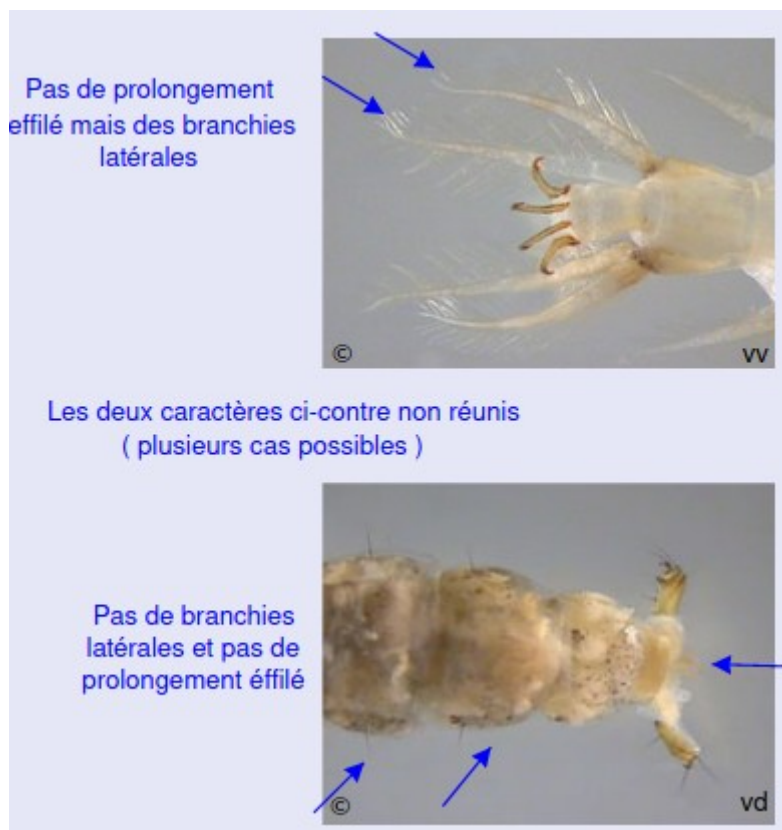 Pas de prolongement
effilé mais des branchies
latérales
© vv
Les deux caractères ci-contre non réunis
( plusieurs cas possibles )
Pas de branchies
latérales et pas de
prolongement éffilé
© vd